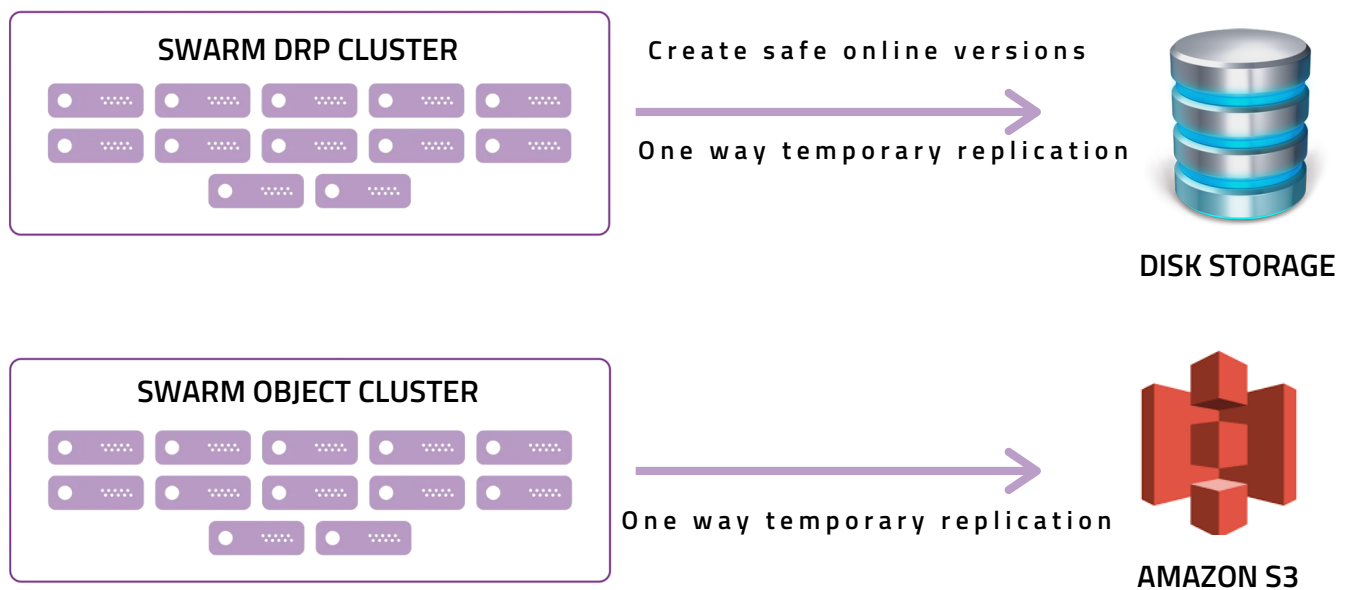 SWARM DRP CLUSTER
Create safe online versions
One way temporary replication
DISK STORAGE
SWARM OBJECT CLUSTER
One way temporary replication
AMAZON S3